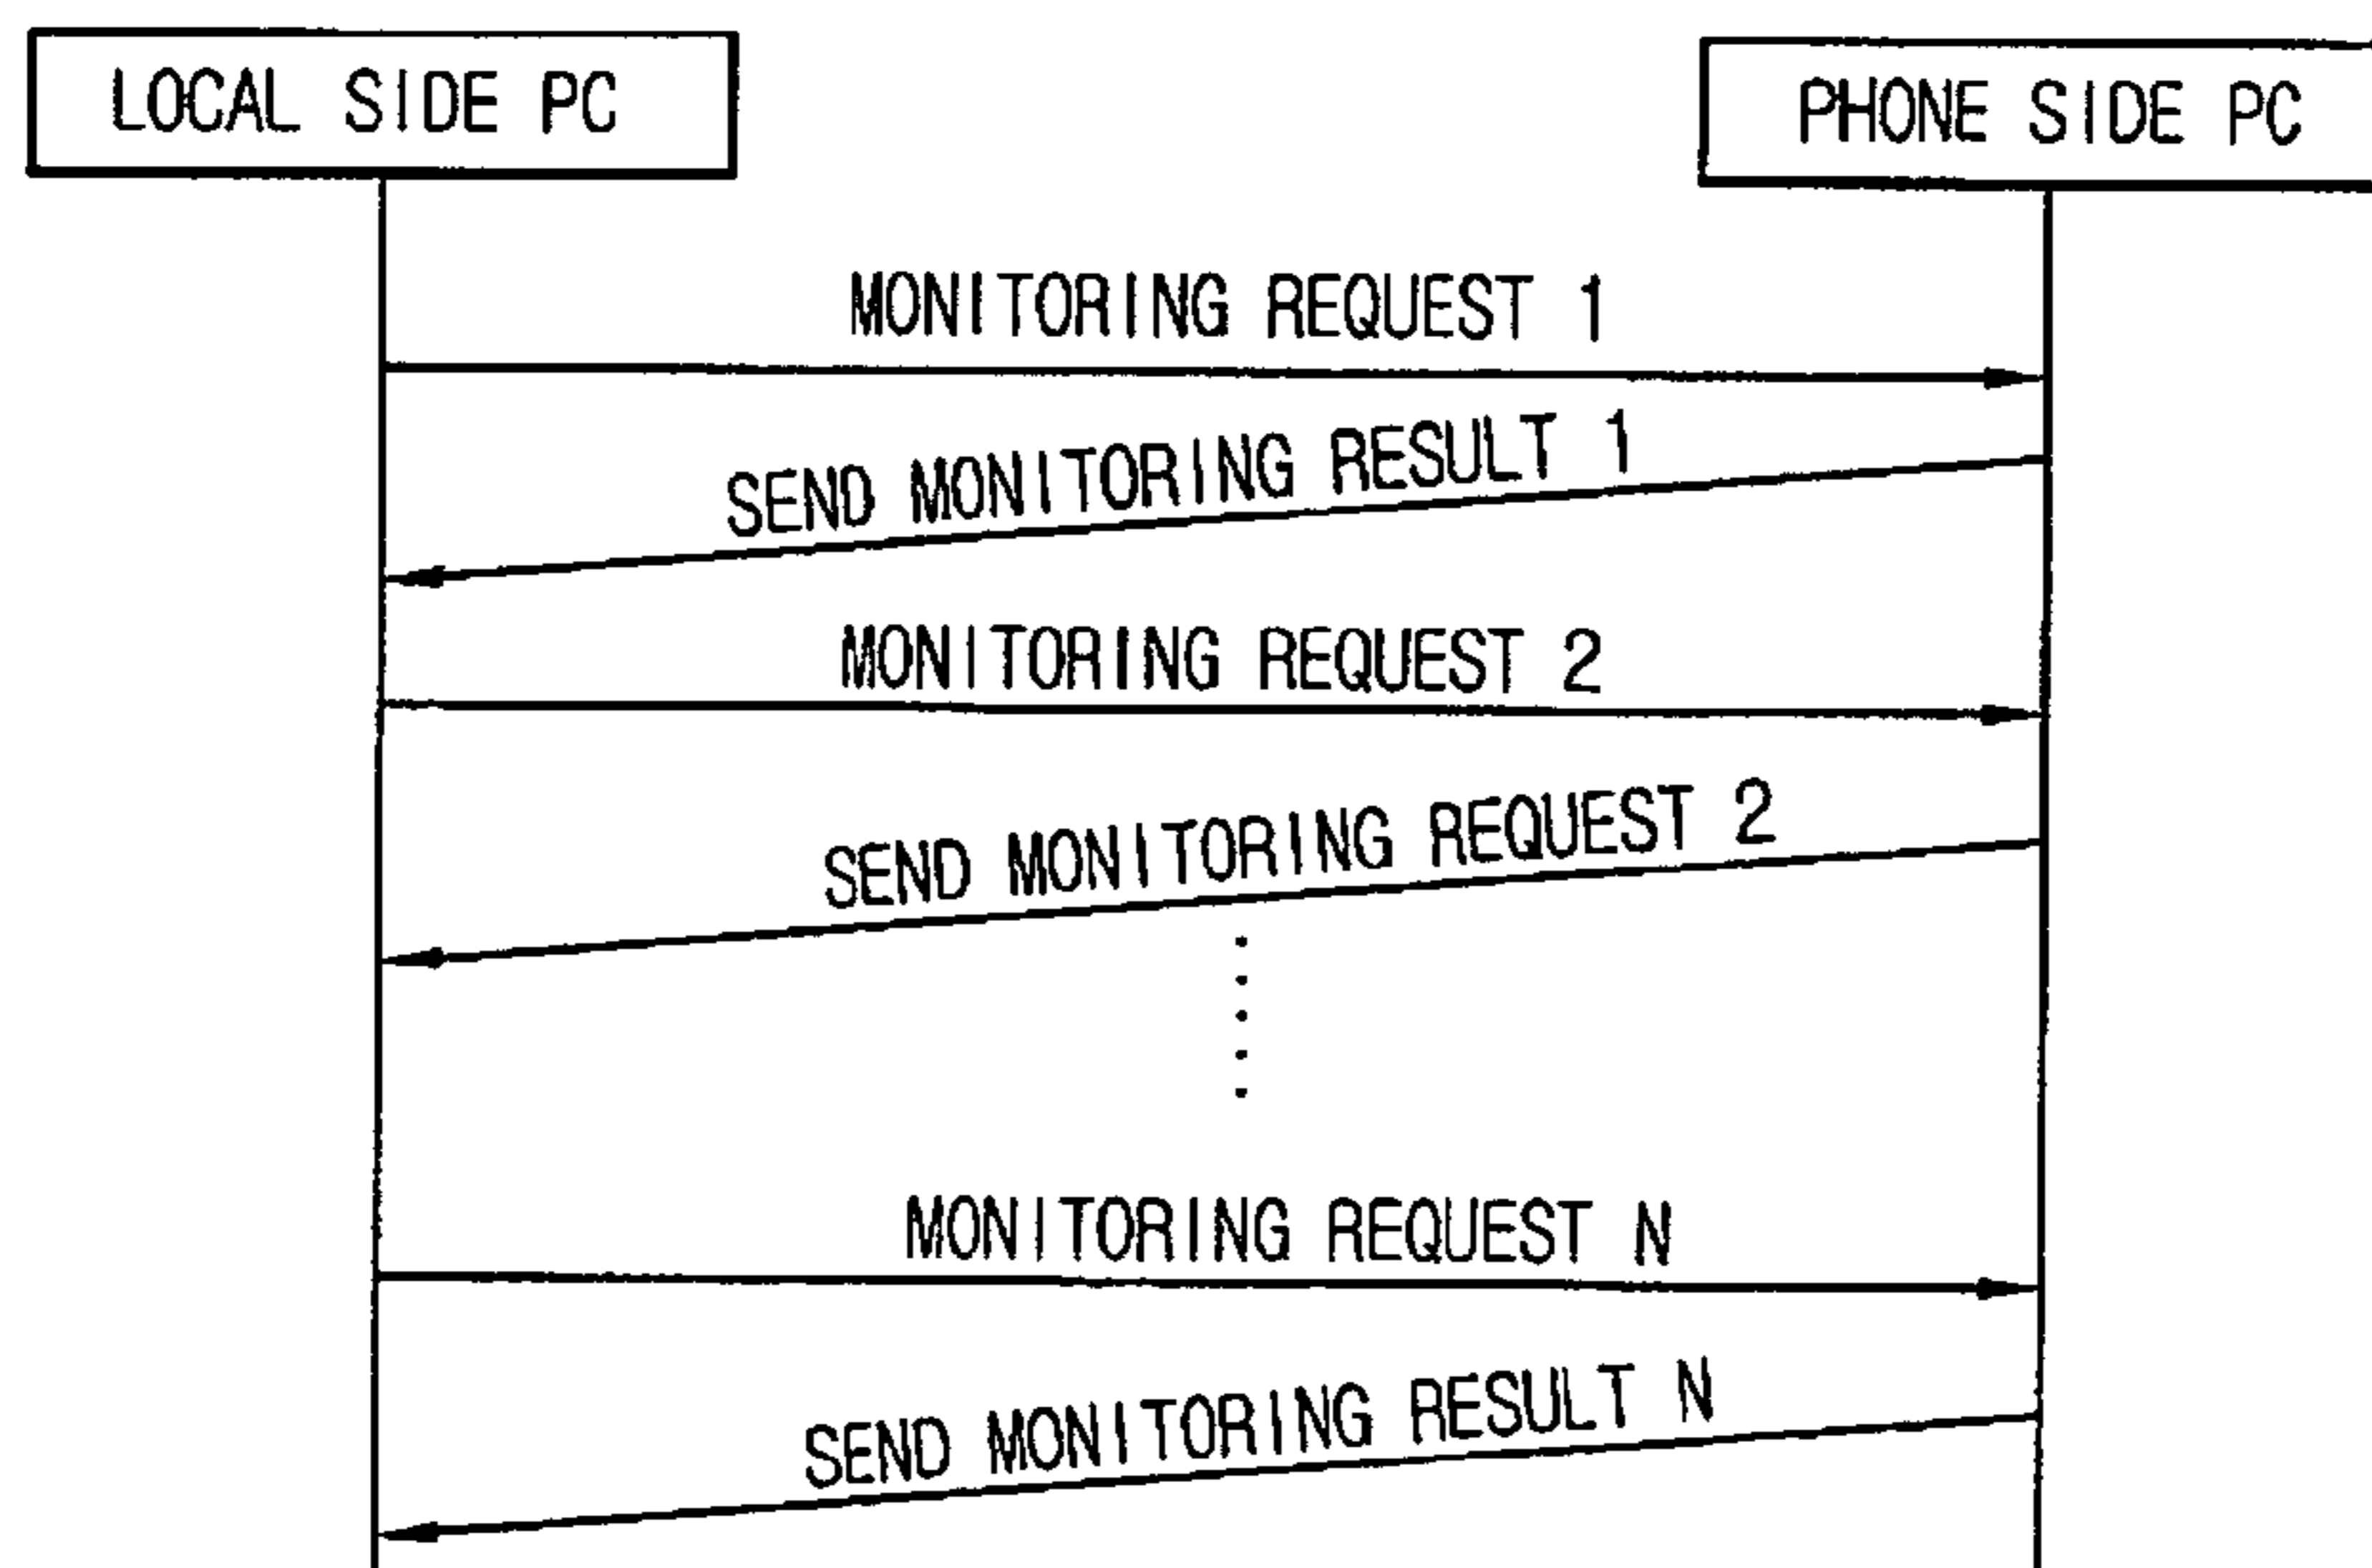 LOCAL SIDE PC
PHONE SIDE PC
MONITORING REQUEST 1
SEND MONITORING RESULT 1
MONITORING REQUEST 2
SEND MONITORING REQUEST 2
MONITORING REQUEST N
SEND MONITORING RESULT N